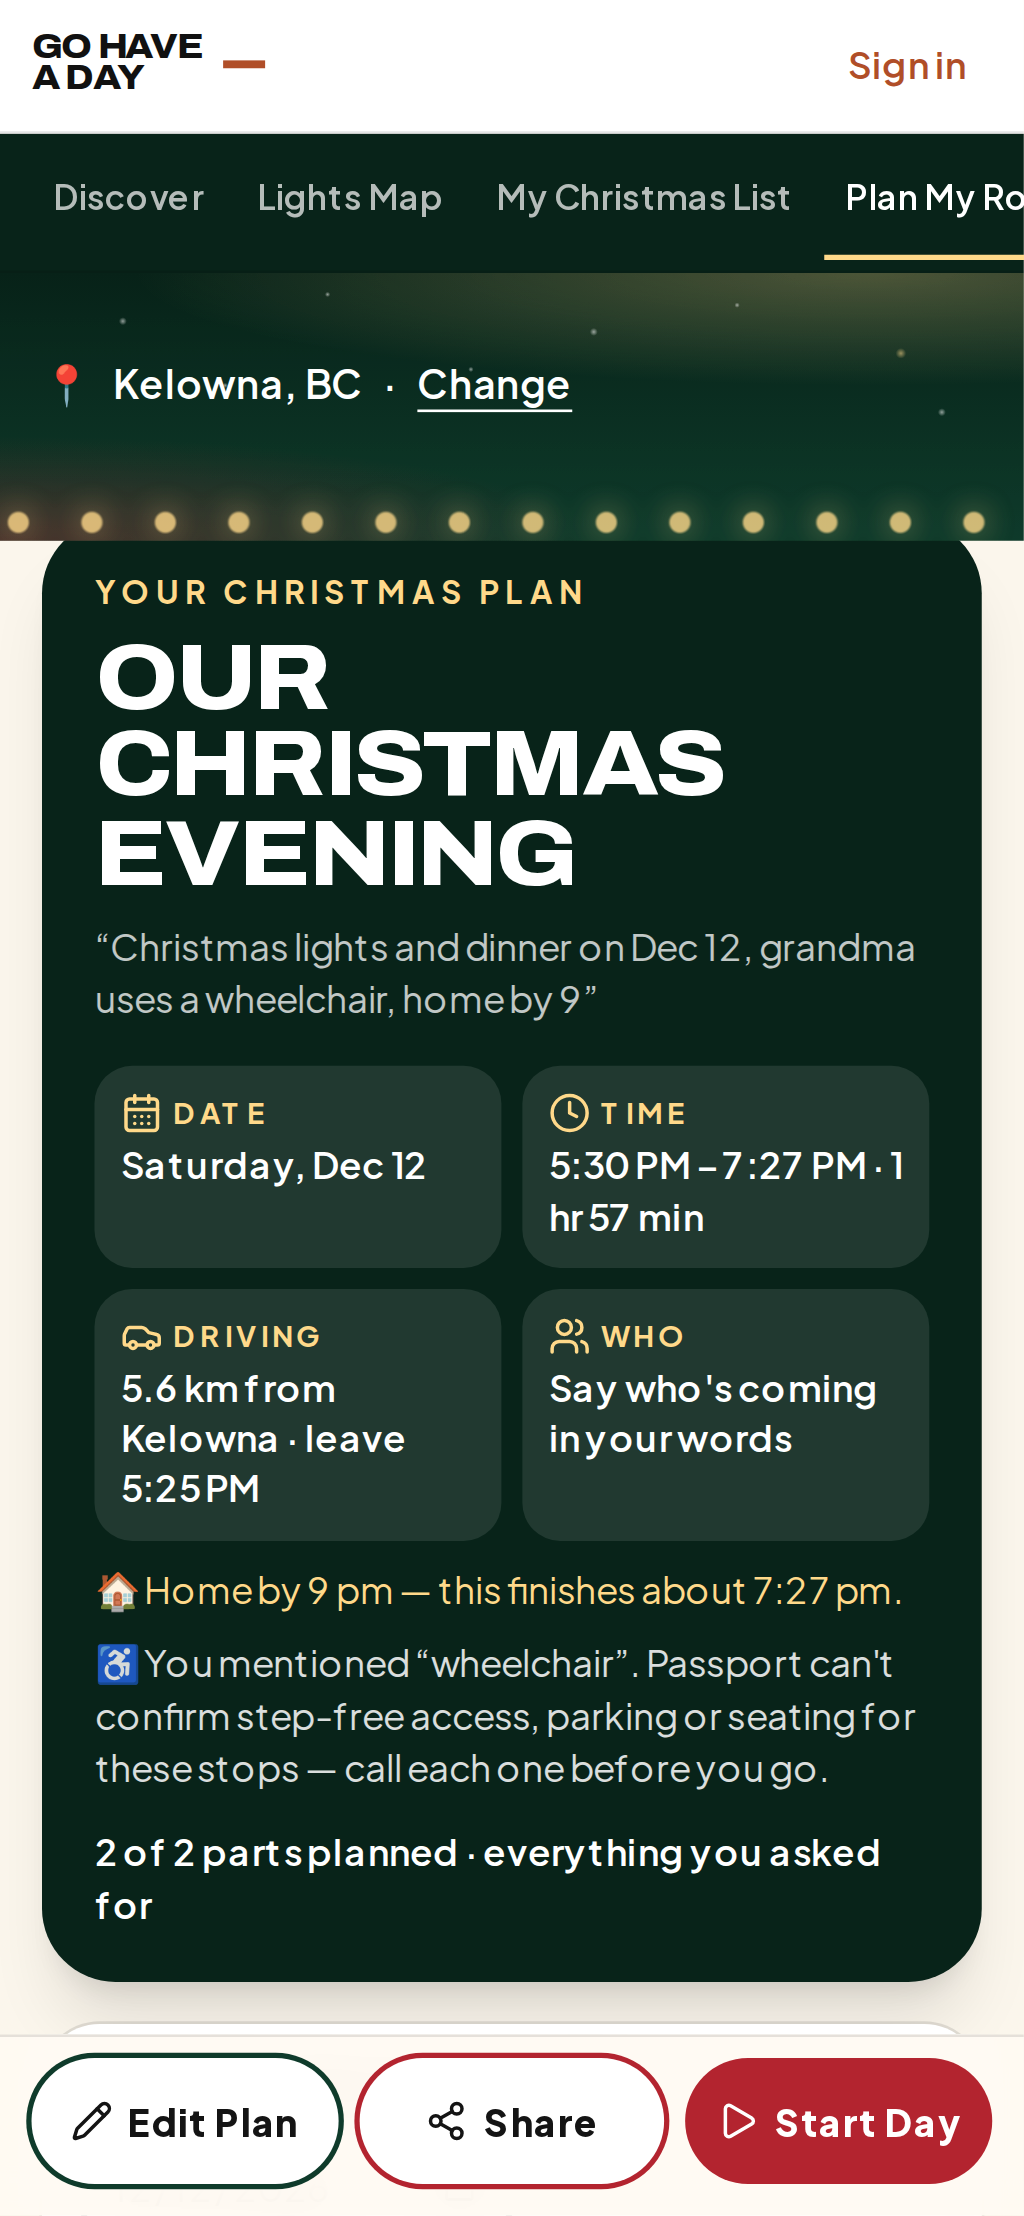 GO HAVE
A DAY
Sign in
Discover Lights Map My Christmas List Plan My Ro
Kelowna, BC · Change
YOUR CHRISTMAS PLAN
OUR
CHRISTMAS
EVENING
“Christmas lights and dinner on Dec 12, grandma
uses a wheelchair, home by 9”
DATE
Saturday, Dec 12
TIME
5:30 PM – 7:27 PM · 1
hr 57 min
DRIVING
5.6 km from
Kelowna · leave
5:25 PM
WHO
Say who's coming
in your words
Home by 9 pm — this finishes about 7:27 pm.
You mentioned “wheelchair”. Passport can't
confirm step-free access, parking or seating for
these stops — call each one before you go.
2 of 2 parts planned · everything you asked
for
Edit Plan Share Start Day